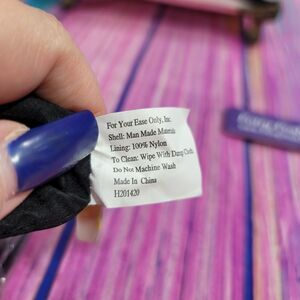 For Your Ease Only, Inc
Shell: Man Made Materials
Lining: 100% Nylon
To Clean: Wipe With Damp Cloth
Do Not Machine Wash
Made In China
H201420